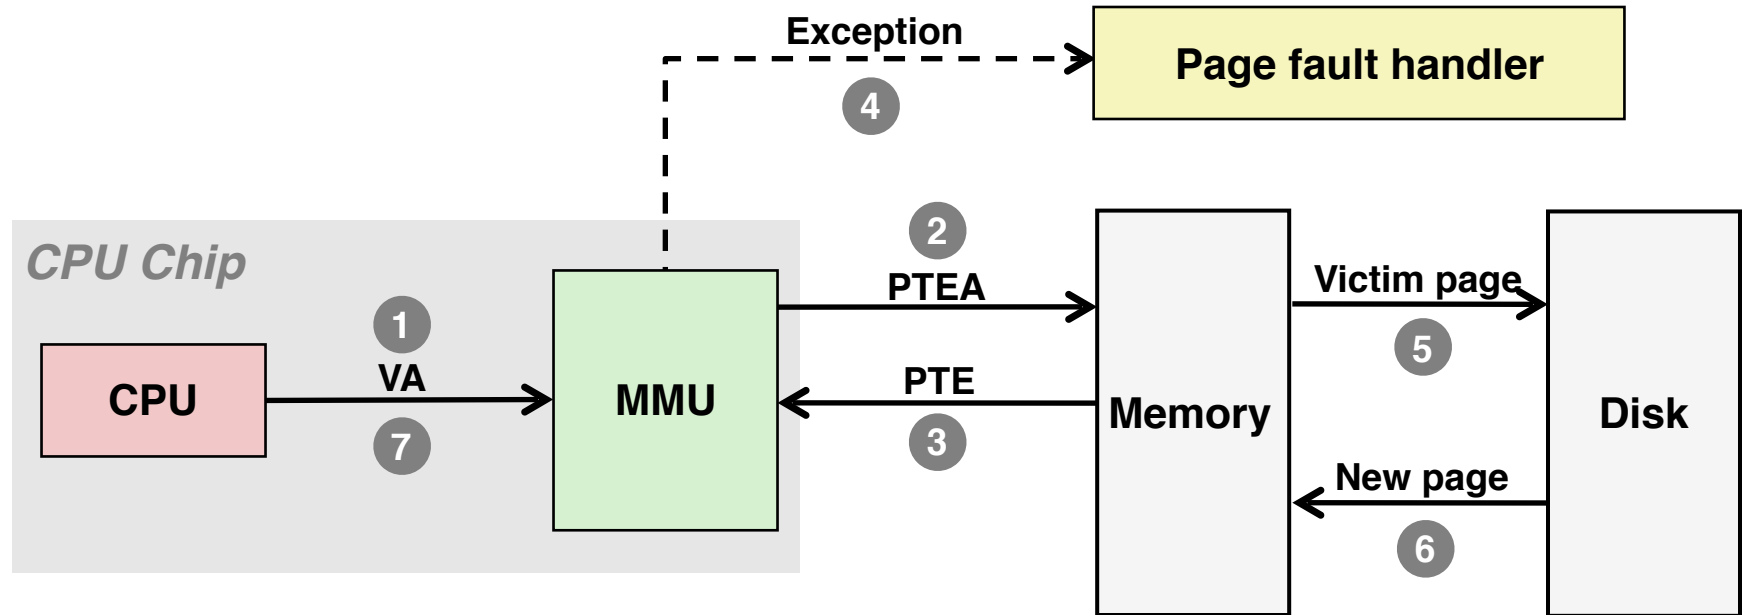 Exception
Page fault handler
4
CPU Chip
2
PTEA
Victim page
1
5
VA
CPU
MMU
PTE
Memory
Disk
7
3
New page
6